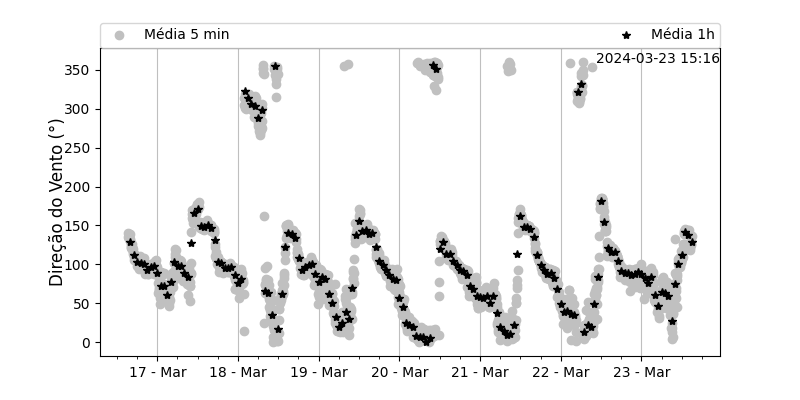 Média 5 min
Média 1h
2024-03-23 15:16
Direção do Vento (°)
350
300
250
200
150
100
50
0
17 - Mar
18 - Mar
19 - Mar
20 - Mar
21 - Mar
22 - Mar
23 - Mar